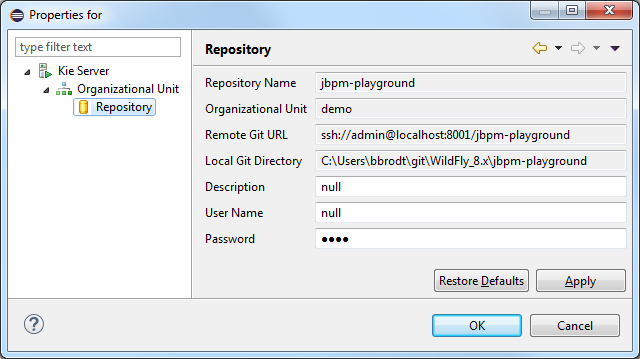 Properties for
type filter text
Kie Server
Organizational Unit
Repository
Repository
Repository Name jbpm-playground
Organizational Unit demo
Remote Git URL ssh://admin@localhost:8001/jbpm-playground
Local Git Directory C:\Users\bbrodt\git\WildFly_8.x\jbpm-playground
Description null
User Name null
Password ●●●●
Restore Defaults Apply
? OK Cancel